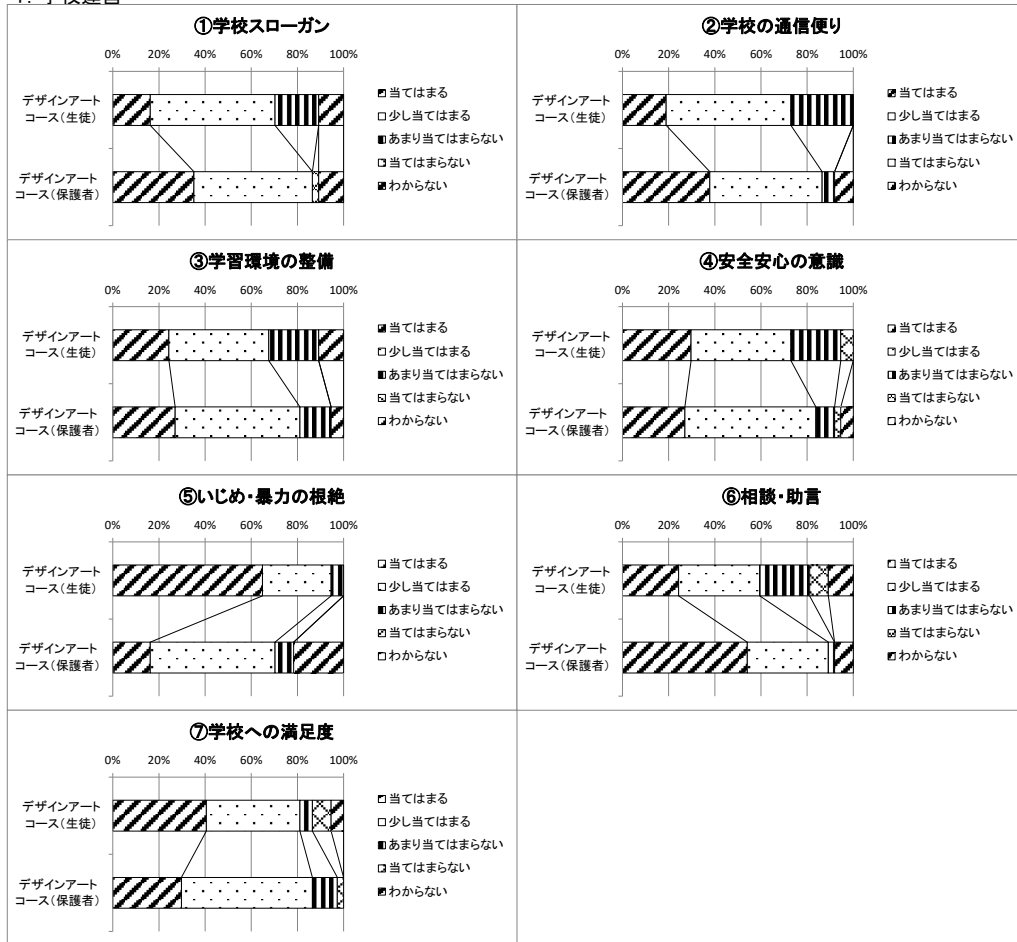 ①学校スローガン
0% 20% 40% 60% 80% 100%
デザインアート
コース(生徒)
デザインアート
コース(保護者)
当てはまる
少し当てはまる
あまり当てはまらない
当てはまらない
わからない
②学校の通信便り
0% 20% 40% 60% 80% 100%
デザインアート
コース(生徒)
デザインアート
コース(保護者)
当てはまる
少し当てはまる
あまり当てはまらない
当てはまらない
わからない
③学習環境の整備
0% 20% 40% 60% 80% 100%
デザインアート
コース(生徒)
デザインアート
コース(保護者)
当てはまる
少し当てはまる
あまり当てはまらない
当てはまらない
わからない
④安全安心の意識
0% 20% 40% 60% 80% 100%
デザインアート
コース(生徒)
デザインアート
コース(保護者)
当てはまる
少し当てはまる
あまり当てはまらない
当てはまらない
わからない
⑤いじめ・暴力の根絶
0% 20% 40% 60% 80% 100%
デザインアート
コース(生徒)
デザインアート
コース(保護者)
当てはまる
少し当てはまる
あまり当てはまらない
当てはまらない
わからない
⑥相談・助言
0% 20% 40% 60% 80% 100%
デザインアート
コース(生徒)
デザインアート
コース(保護者)
当てはまる
少し当てはまる
あまり当てはまらない
当てはまらない
わからない
⑦学校への満足度
0% 20% 40% 60% 80% 100%
デザインアート
コース(生徒)
デザインアート
コース(保護者)
当てはまる
少し当てはまる
あまり当てはまらない
当てはまらない
わからない